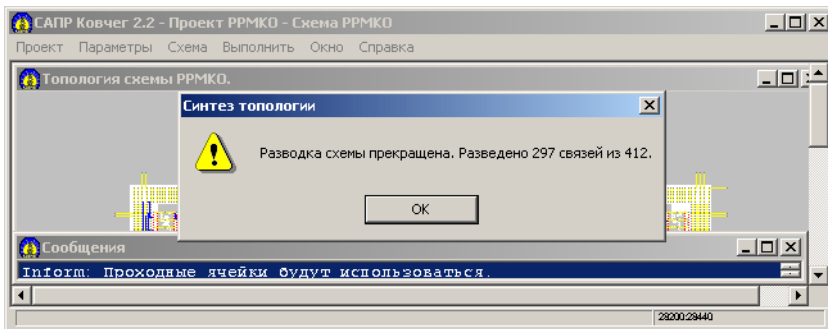 САПР Ковчег 2.2 - Проект РРМКО - Схема РРМКО
Проект Параметры Схема Выполнить Окно Справка
Топология схемы РРМКО.
Синтез топологии
Разводка схемы прекращена. Разведено 297 связей из 412.
OK
Сообщения
Inform: Проходные ячейки будут использоваться.
28200:28440